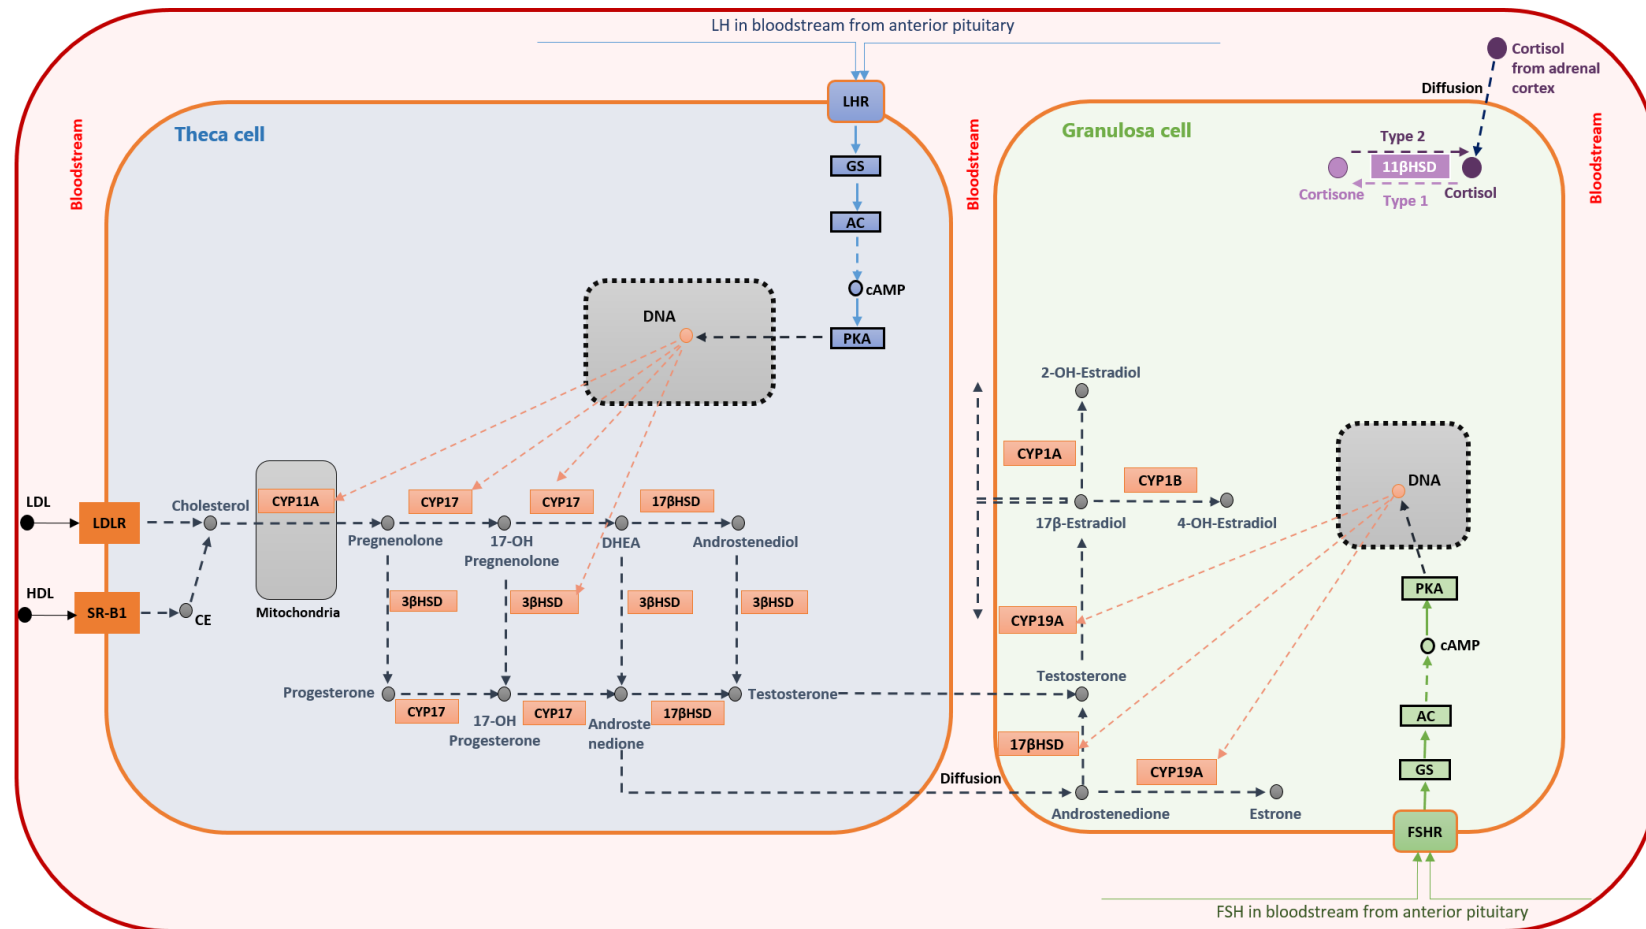 LH in bloodstream from anterior pituitary
Cortisol
from adrenal
cortex
Diffusion
LHR
Theca cell
Granulosa cell
Bloodstream
Bloodstream
Bloodstream
Type 2
11βHSD
Cortisone
Type 1
Cortisol
GS
AC
cAMP
PKA
DNA
2-OH-Estradiol
CYP1A
CYP1B
17β-Estradiol
4-OH-Estradiol
DNA
LDL
LDLR
Cholesterol
CYP11A
CYP17
CYP17
17βHSD
Pregnenolone
17-OH
Pregnenolone
DHEA
Androstenediol
HDL
SR-B1
CE
Mitochondria
3βHSD
3βHSD
3βHSD
3βHSD
CYP19A
PKA
cAMP
Progesterone
CYP17
17-OH
Progesterone
CYP17
Androste
nedione
17βHSD
Testosterone
Testosterone
17βHSD
CYP19A
Diffusion
Androstenedione
Estrone
AC
GS
FSHR
FSH in bloodstream from anterior pituitary